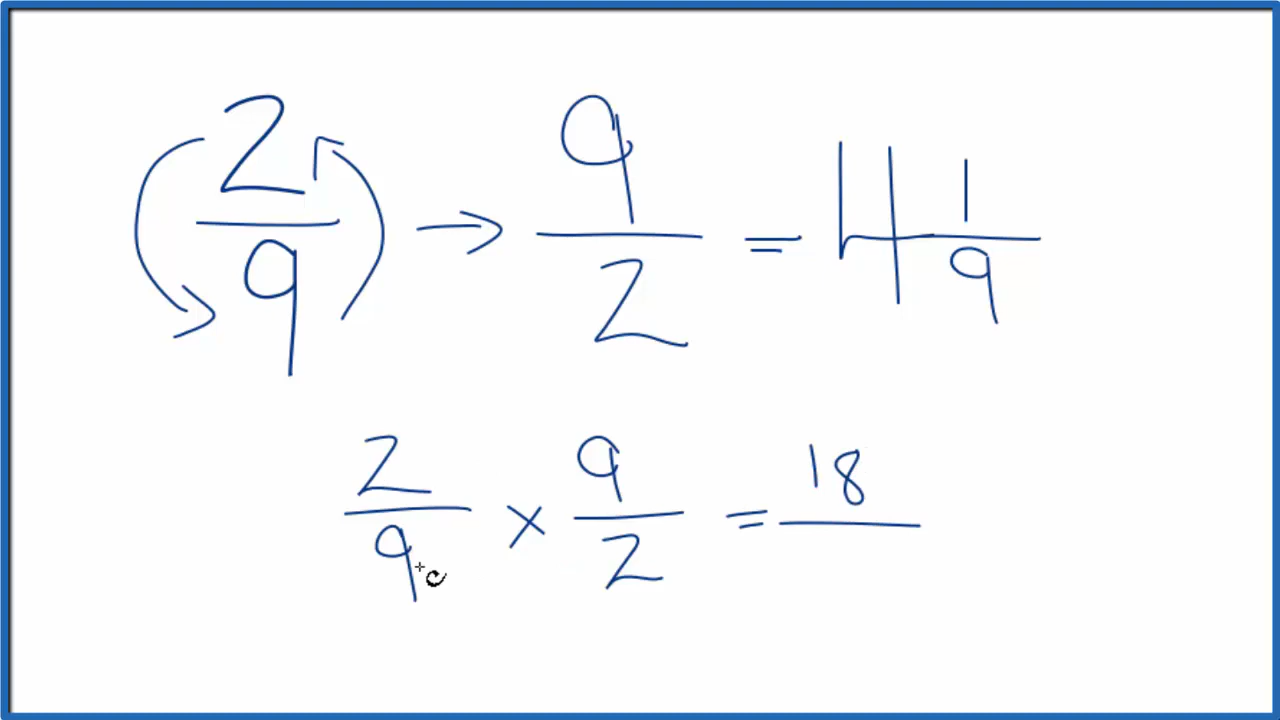 2/9 → 9/2 = 4 1/9
2/9 × 9/2 = 18/